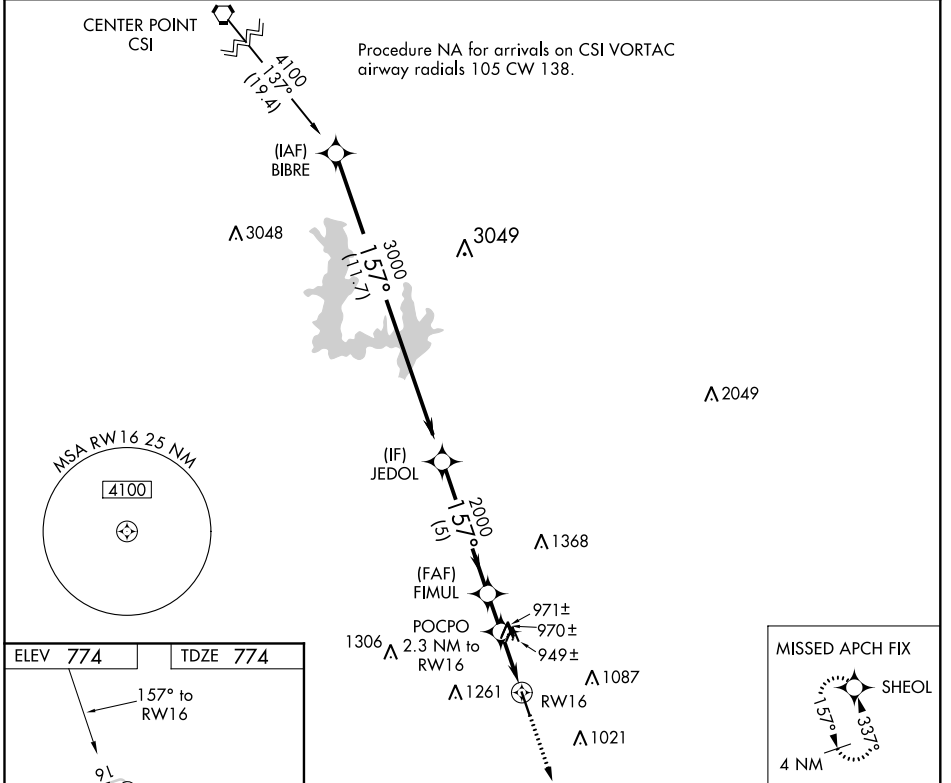 CENTER POINT
CSI
Procedure NA for arrivals on CSI VORTAC
airway radials 105 CW 138.
4100
137°
(19.4)
(IAF)
BIBRE
3048
3049
3000
157°
(11.7)
2049
MSA RW16 25 NM
4100
(IF)
JEDOL
2000
157°
(5)
1368
(FAF)
FIMUL
971±
POCPO
970±
2.3 NM to
RW16
949±
1306
1087
1261
RW16
1021
ELEV 774
TDZE 774
157° to
RW16
16
MISSED APCH FIX
SHEOL
157°
337°
4 NM